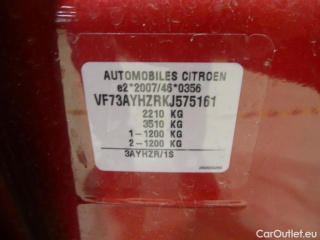 AUTOMOBILES CITROEN
e2*2007/46*0356
VF73AYHZRKJ575161
2210 KG
3510 KG
1-1200 KG
2-1200 KG
3AYHZR/1S
CarOutlet.eu